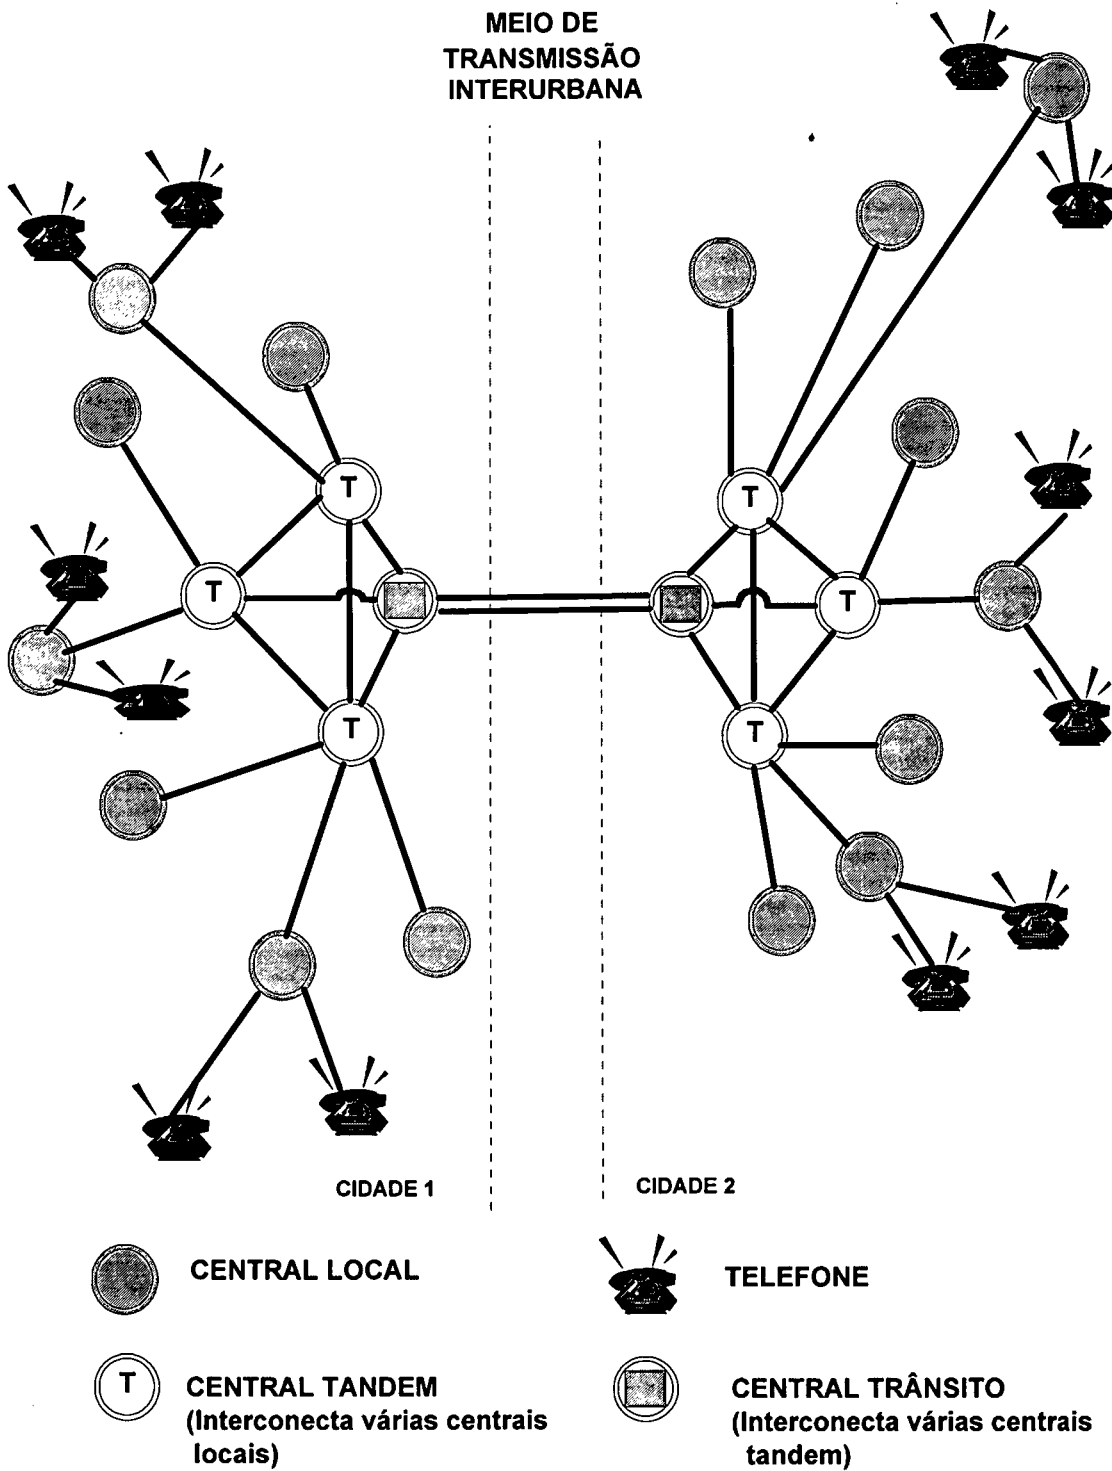 MEIO DE
TRANSMISSÃO
INTERURBANA
T
T
T
T
T
T
CIDADE 1
CIDADE 2
CENTRAL LOCAL
TELEFONE
T
CENTRAL TANDEM
(Interconecta várias centrais
locais)
CENTRAL TRÂNSITO
(Interconecta várias centrais
tandem)